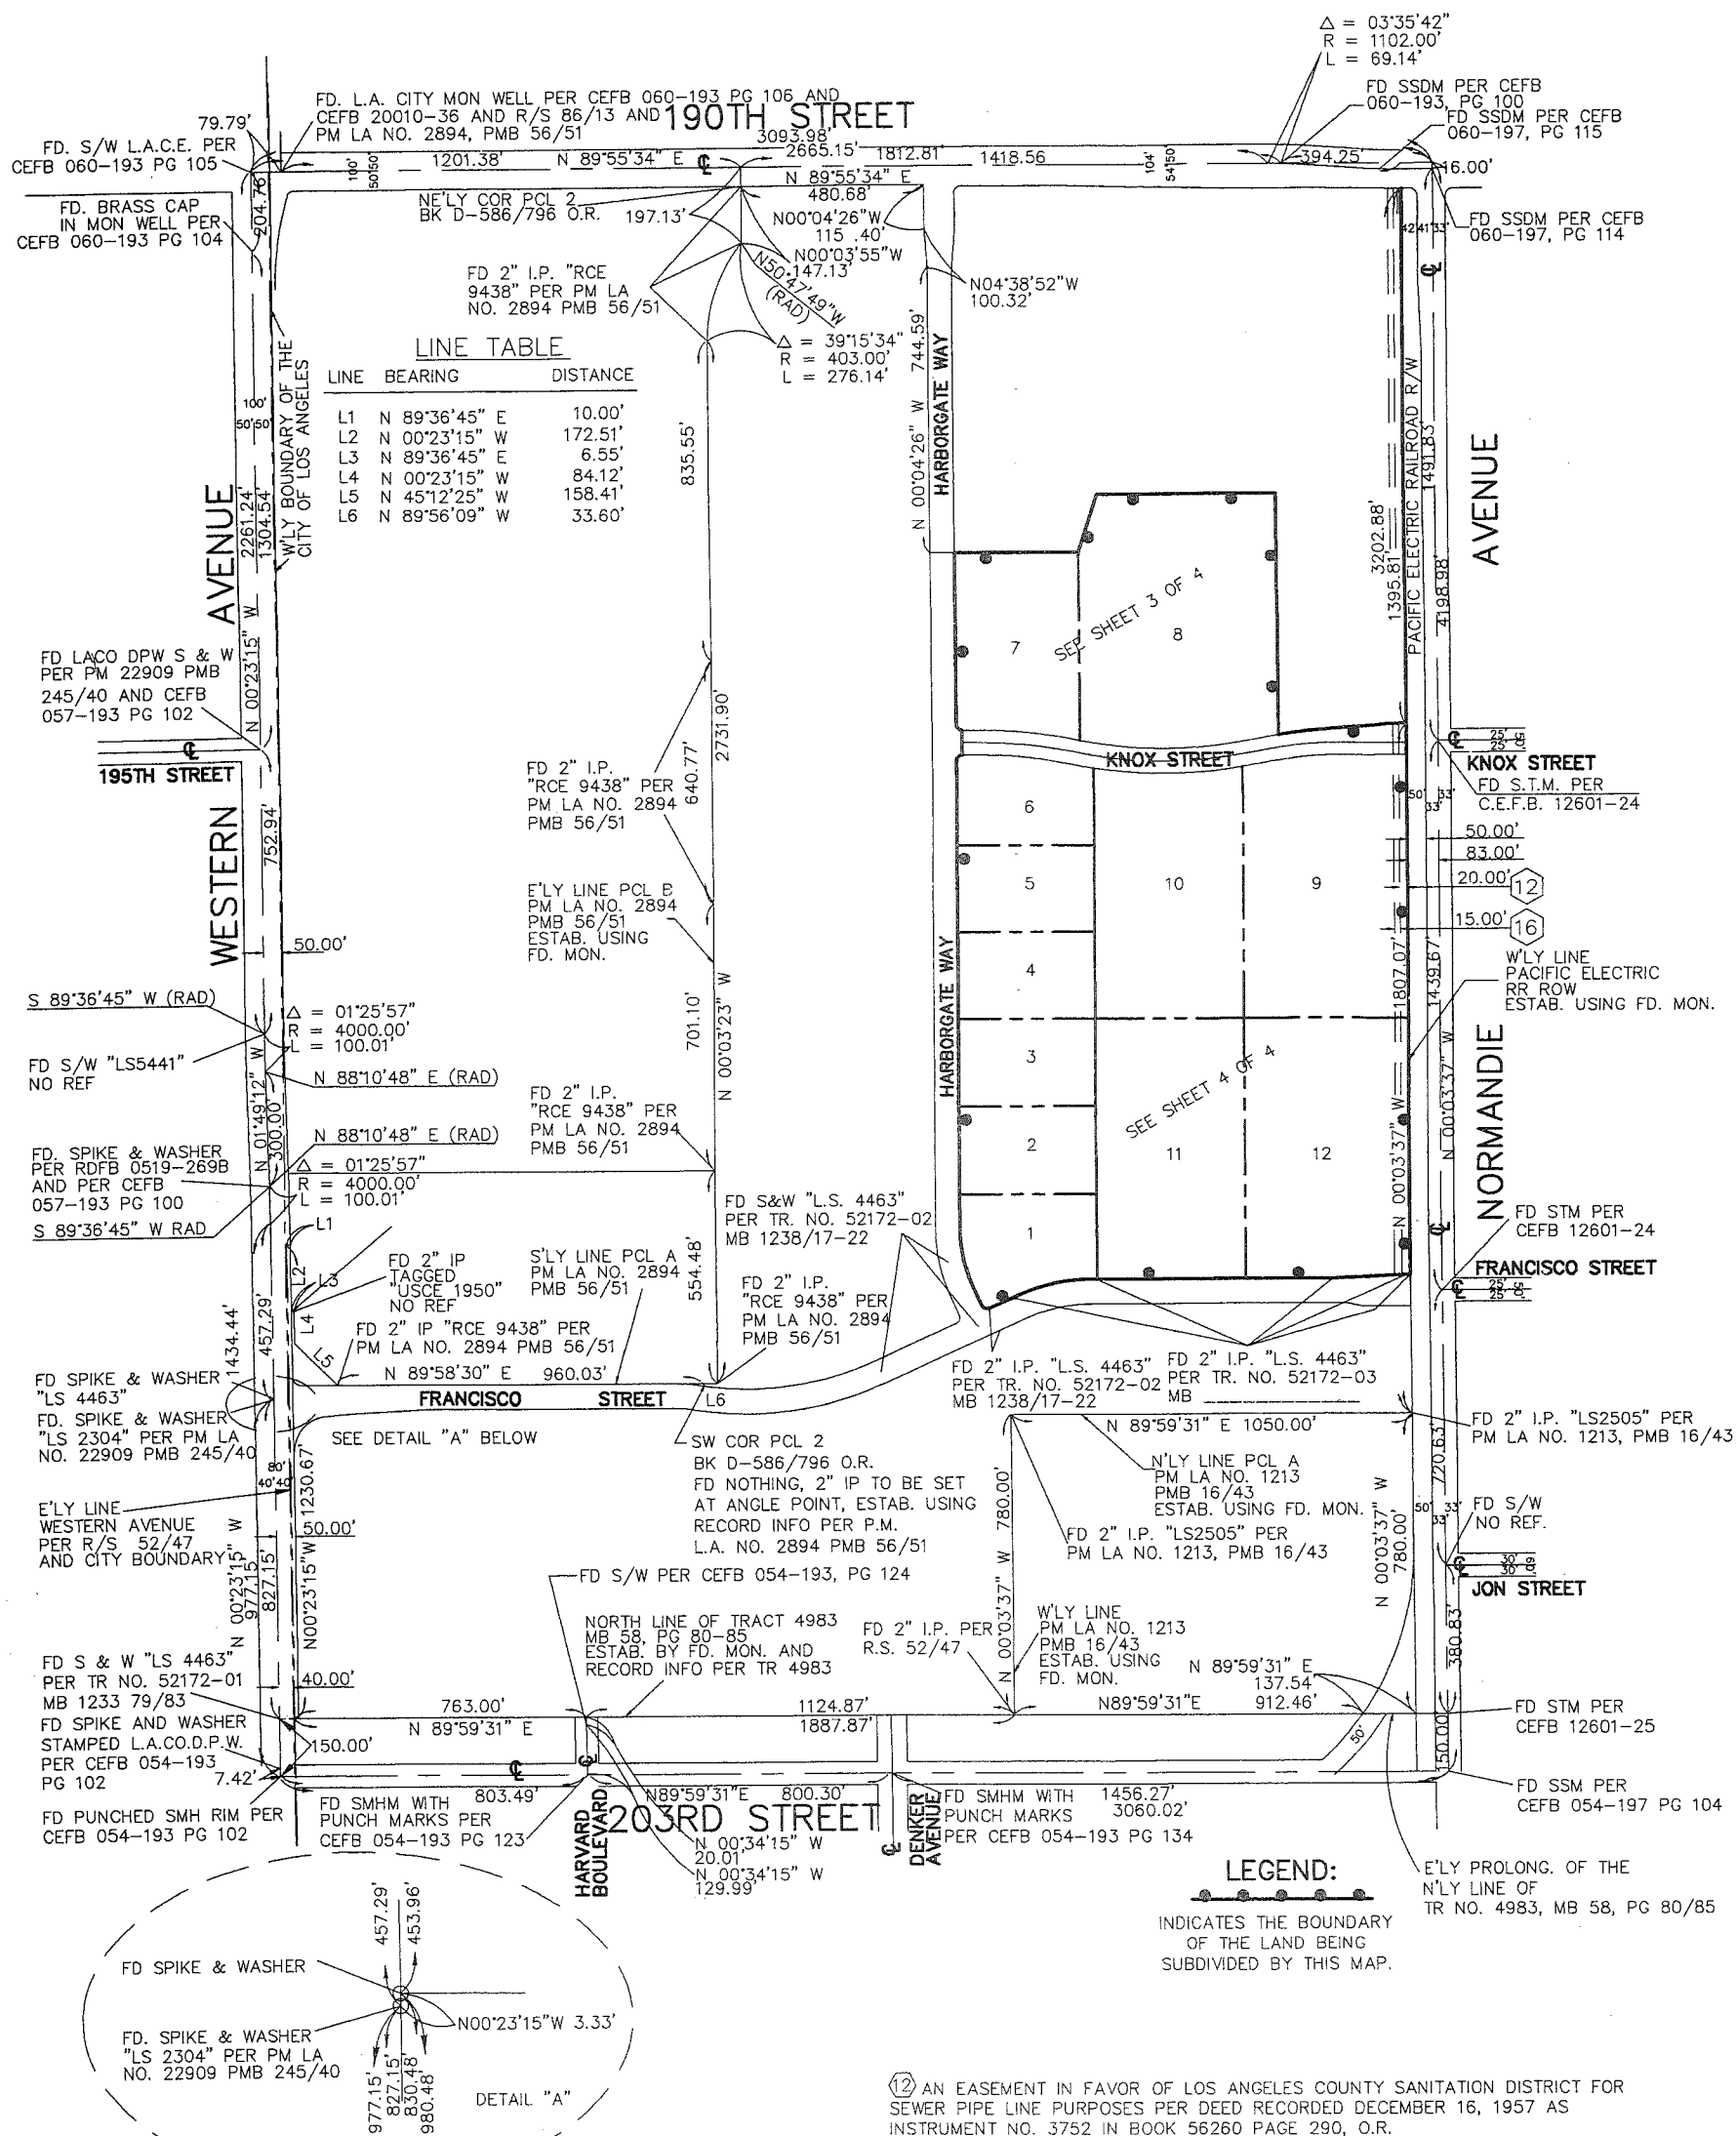 Δ = 03°35'42"
R = 1102.00'
L = 69.14'
FD SSDM PER CEFB
060-193, PG 100
FD SSDM PER CEFB
060-197, PG 115
FD. L.A. CITY MON WELL PER CEFB 060-193 PG 106 AND
CEFB 20010-36 AND R/S 86/13 AND
PM LA NO. 2894, PMB 56/51
190TH STREET
79.79'
FD. S/W L.A.C.E. PER
CEFB 060-193 PG 105
3093.98'
1201.38'
N 89°55'34" E
2665.15'
1812.81'
1418.56
394.25'
16.00'
100'
50' 50'
104'
54' 50'
204.76'
FD. BRASS CAP
IN MON WELL PER
CEFB 060-193 PG 104
NE'LY COR PCL 2
BK D-586/796 O.R.
197.13'
N 89°55'34" E
480.68'
N00°04'26"W
115 .40'
N00°03'55"W
147.13'
N50°47'49"W
(RAD)
N04°38'52"W
100.32'
FD SSDM PER CEFB
060-197, PG 114
42' 41' 33'
FD 2" I.P. "RCE
9438" PER PM LA
NO. 2894 PMB 56/51
Δ = 39°15'34"
R = 403.00'
L = 276.14'
LINE TABLE
LINE BEARING DISTANCE
L1 N 89°36'45" E 10.00'
L2 N 00°23'15" W 172.51'
L3 N 89°36'45" E 6.55'
L4 N 00°23'15" W 84.12'
L5 N 45°12'25" W 158.41'
L6 N 89°56'09" W 33.60'
W'LY BOUNDARY OF THE
CITY OF LOS ANGELES
100'
50' 50'
WESTERN AVENUE
2261.24'
1304.54'
N 00°23'15" W
835.55'
744.59'
N 00°04'26" W
HARBORGATE WAY
PACIFIC ELECTRIC RAILROAD R/W
1491.83'
3202.88'
1395.81'
4198.98'
NORMANDIE AVENUE
SEE SHEET 3 OF 4
7
8
FD LACO DPW S & W
PER PM 22909 PMB
245/40 AND CEFB
057-193 PG 102
195TH STREET
752.94'
2731.90'
640.77'
FD 2" I.P.
"RCE 9438" PER
PM LA NO. 2894
PMB 56/51
KNOX STREET
25'
25'
50'
KNOX STREET
FD S.T.M. PER
C.E.F.B. 12601-24
50' 33'
33'
50.00'
83.00'
20.00' 12
15.00' 16
6
5
4
3
2
1
10
9
11
12
SEE SHEET 4 OF 4
E'LY LINE PCL B
PM LA NO. 2894
PMB 56/51
ESTAB. USING
FD. MON.
50.00'
HARBORGATE WAY
1807.07'
1439.67'
W'LY LINE
PACIFIC ELECTRIC
RR ROW
ESTAB. USING FD. MON.
S 89°36'45" W (RAD)
Δ = 01°25'57"
R = 4000.00'
L = 100.01'
FD S/W "LS5441"
NO REF
N 88°10'48" E (RAD)
701.10'
N 00°03'23" W
N 01°49'12" W
300.00'
N 88°10'48" E (RAD)
FD 2" I.P.
"RCE 9438" PER
PM LA NO. 2894
PMB 56/51
FD. SPIKE & WASHER
PER RDFB 0519-269B
AND PER CEFB
057-193 PG 100
Δ = 01°25'57"
R = 4000.00'
L = 100.01'
S 89°36'45" W RAD
N 00°03'37" W
N 00°03'37" W
FD S&W "L.S. 4463"
PER TR. NO. 52172-02
MB 1238/17-22
FD STM PER
CEFB 12601-24
FRANCISCO STREET
25'
25'
50'
L1
L2
L3
L4
L5
FD 2" IP
TAGGED
"USCE 1950"
NO REF
S'LY LINE PCL A
PM LA NO. 2894
PMB 56/51
554.48'
FD 2" I.P.
"RCE 9438" PER
PM LA NO. 2894
PMB 56/51
1434.44'
457.29'
FD 2" IP "RCE 9438" PER
PM LA NO. 2894 PMB 56/51
N 89°58'30" E 960.03'
FRANCISCO STREET
L6
FD SPIKE & WASHER
"LS 4463"
FD. SPIKE & WASHER
"LS 2304" PER PM LA
NO. 22909 PMB 245/40
SEE DETAIL "A" BELOW
FD 2" I.P. "L.S. 4463"
PER TR. NO. 52172-02
MB 1238/17-22
FD 2" I.P. "L.S. 4463"
PER TR. NO. 52172-03
MB
N 89°59'31" E 1050.00'
FD 2" I.P. "LS2505" PER
PM LA NO. 1213, PMB 16/43
SW COR PCL 2
BK D-586/796 O.R.
FD NOTHING, 2" IP TO BE SET
AT ANGLE POINT, ESTAB. USING
RECORD INFO PER P.M.
L.A. NO. 2894 PMB 56/51
N'LY LINE PCL A
PM LA NO. 1213
PMB 16/43
ESTAB. USING FD. MON.
720.63'
80'
40' 40'
1230.67'
E'LY LINE
WESTERN AVENUE
PER R/S 52/47
AND CITY BOUNDARY
50.00'
780.00'
FD 2" I.P. "LS2505" PER
PM LA NO. 1213, PMB 16/43
N 00°03'37" W
780.00'
50' 33'
33'
FD S/W
NO REF.
30'
30'
60'
JON STREET
N 00°23'15" W
977.15'
827.15'
N00°23'15"W
FD S/W PER CEFB 054-193, PG 124
NORTH LINE OF TRACT 4983
MB 58, PG 80-85
ESTAB. BY FD. MON. AND
RECORD INFO PER TR 4983
FD 2" I.P. PER
R.S. 52/47
N 00°03'37" W
W'LY LINE
PM LA NO. 1213
PMB 16/43
ESTAB. USING
FD. MON.
N 89°59'31" E
137.54'
380.83'
FD S & W "LS 4463"
PER TR NO. 52172-01
MB 1233 79/83
40.00'
763.00'
N 89°59'31" E
1124.87'
1887.87'
N89°59'31"E 912.46'
FD STM PER
CEFB 12601-25
FD SPIKE AND WASHER
STAMPED L.A.CO.D.P.W.
PER CEFB 054-193
PG 102
150.00'
7.42'
50'
150.00'
FD PUNCHED SMH RIM PER
CEFB 054-193 PG 102
FD SMHM WITH
PUNCH MARKS PER
CEFB 054-193 PG 123
803.49'
HARVARD
BOULEVARD
N89°59'31"E 800.30'
203RD STREET
N 00°34'15" W
20.01'
N 00°34'15" W
129.99'
DENKER
AVENUE
FD SMHM WITH
PUNCH MARKS
PER CEFB 054-193 PG 134
1456.27'
3060.02'
FD SSM PER
CEFB 054-197 PG 104
LEGEND:
INDICATES THE BOUNDARY
OF THE LAND BEING
SUBDIVIDED BY THIS MAP.
E'LY PROLONG. OF THE
N'LY LINE OF
TR NO. 4983, MB 58, PG 80/85
457.29'
453.96'
FD SPIKE & WASHER
N00°23'15"W 3.33'
FD. SPIKE & WASHER
"LS 2304" PER PM LA
NO. 22909 PMB 245/40
977.15'
827.15'
830.48'
980.48'
DETAIL "A"
12 AN EASEMENT IN FAVOR OF LOS ANGELES COUNTY SANITATION DISTRICT FOR
SEWER PIPE LINE PURPOSES PER DEED RECORDED DECEMBER 16, 1957 AS
INSTRUMENT NO. 3752 IN BOOK 56260 PAGE 290, O.R.